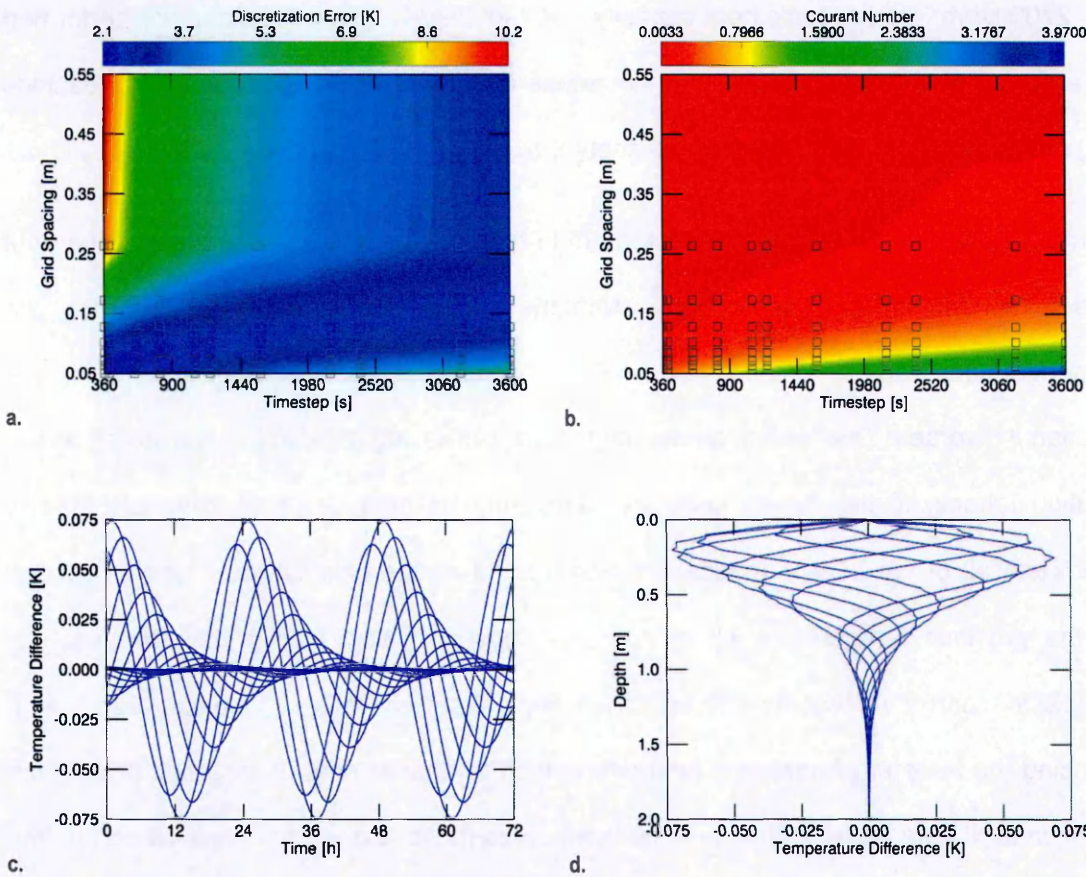 Discretization Error [K]
2.1 3.7 5.3 6.9 8.6 10.2
0.55
0.45
0.35
0.25
0.15
0.05
Grid Spacing [m]
360 900 1440 1980 2520 3060 3600
Timestep [s]
a.
Courant Number
0.0033 0.7966 1.5900 2.3833 3.1787 3.9700
0.55
0.45
0.35
0.25
0.15
0.05
Grid Spacing [m]
360 900 1440 1980 2520 3060 3600
Timestep [s]
b.
0.075
0.050
0.025
0.000
-0.025
-0.050
-0.075
Temperature Difference [K]
0 12 24 36 48 60 72
Time [h]
c.
0.0
0.5
1.0
1.5
2.0
Depth [m]
-0.075 -0.050 -0.025 0.000 0.025 0.050 0.075
Temperature Difference [K]
d.